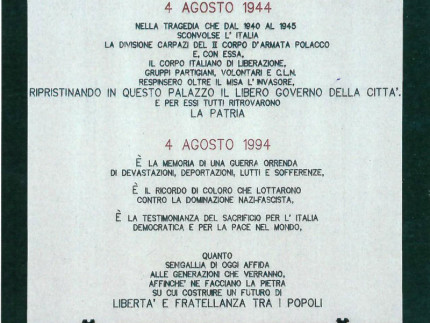 4 AGOSTO 1944
NELLA TRAGEDIA CHE DAL 1940 AL 1945
SCONVOLSE L' ITALIA
LA DIVISIONE CARPAZI DEL II CORPO D'ARMATA POLACCO
E, CON ESSA,
IL CORPO ITALIANO DI LIBERAZIONE,
GRUPPI PARTIGIANI, VOLONTARI E C.L.N.
RESPINSERO OLTRE IL MISA L'INVASORE,
RIPRISTINANDO IN QUESTO PALAZZO IL LIBERO GOVERNO DELLA CITTA'.
E PER ESSI TUTTI RITROVARONO
LA PATRIA
4 AGOSTO 1994
È LA MEMORIA DI UNA GUERRA ORRENDA
DI DEVASTAZIONI, DEPORTAZIONI, LUTTI E SOFFERENZE,
È IL RICORDO DI COLORO CHE LOTTARONO
CONTRO LA DOMINAZIONE NAZI-FASCISTA,
È LA TESTIMONIANZA DEL SACRIFICIO PER L' ITALIA
DEMOCRATICA E PER LA PACE NEL MONDO,
QUANTO
SENIGALLIA DI OGGI AFFIDA
ALLE GENERAZIONI CHE VERRANNO,
AFFINCHE' NE FACCIANO LA PIETRA
SU CUI COSTRUIRE UN FUTURO DI
LIBERTA' E FRATELLANZA TRA I POPOLI